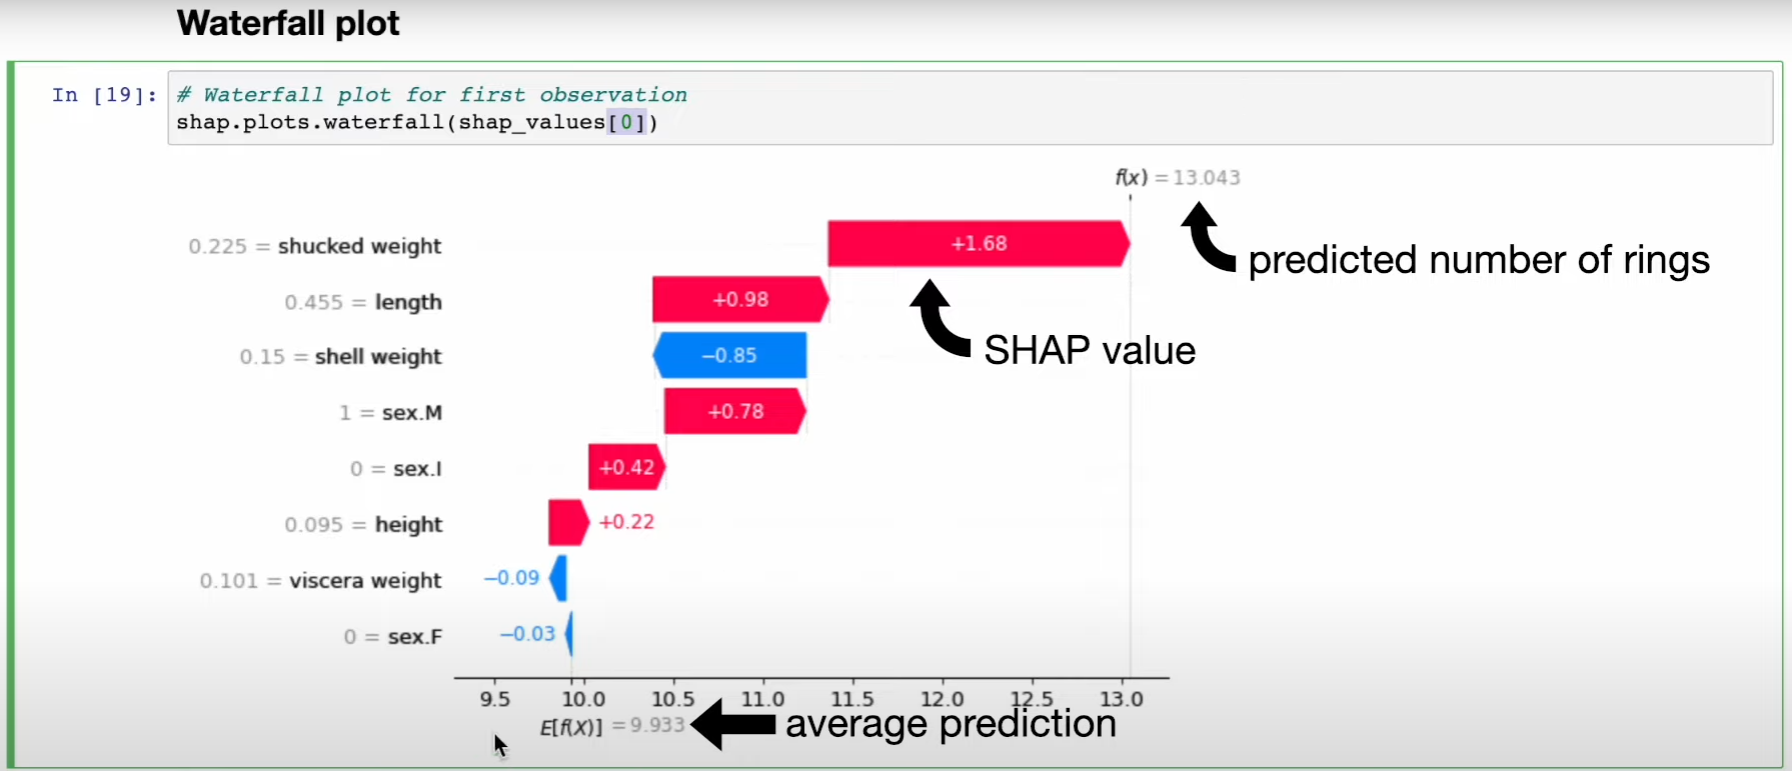 Waterfall plot
In [19]: # Waterfall plot for first observation
shap.plots.waterfall(shap_values[0])
f(x) = 13.043
predicted number of rings
0.225 = shucked weight +1.68
0.455 = length +0.98
SHAP value
0.15 = shell weight −0.85
1 = sex.M +0.78
0 = sex.I +0.42
0.095 = height +0.22
0.101 = viscera weight −0.09
0 = sex.F −0.03
9.5 10.0 10.5 11.0 11.5 12.0 12.5 13.0
E[f(X)] = 9.933 average prediction